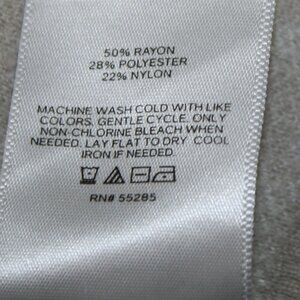 50% RAYON
28% POLYESTER
22% NYLON
MACHINE WASH COLD WITH LIKE
COLORS. GENTLE CYCLE. ONLY
NON-CHLORINE BLEACH WHEN
NEEDED. LAY FLAT TO DRY COOL
IRON IF NEEDED
RN# 55285